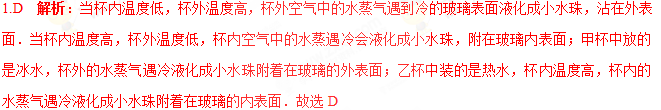 1.D 解析：当杯内温度低，杯外温度高，杯外空气中的水蒸气遇到冷的玻璃表面液化成小水珠，沾在外表
面．当杯内温度高，杯外温度低，杯内空气中的水蒸遇冷会液化成小水珠，附在玻璃内表面；甲杯中放的
是冰水，杯外的水蒸气遇冷液化成小水珠附着在玻璃的外表面；乙杯中装的是热水，杯内温度高，杯内的
水蒸气遇冷液化成小水珠附着在玻璃的内表面．故选 D